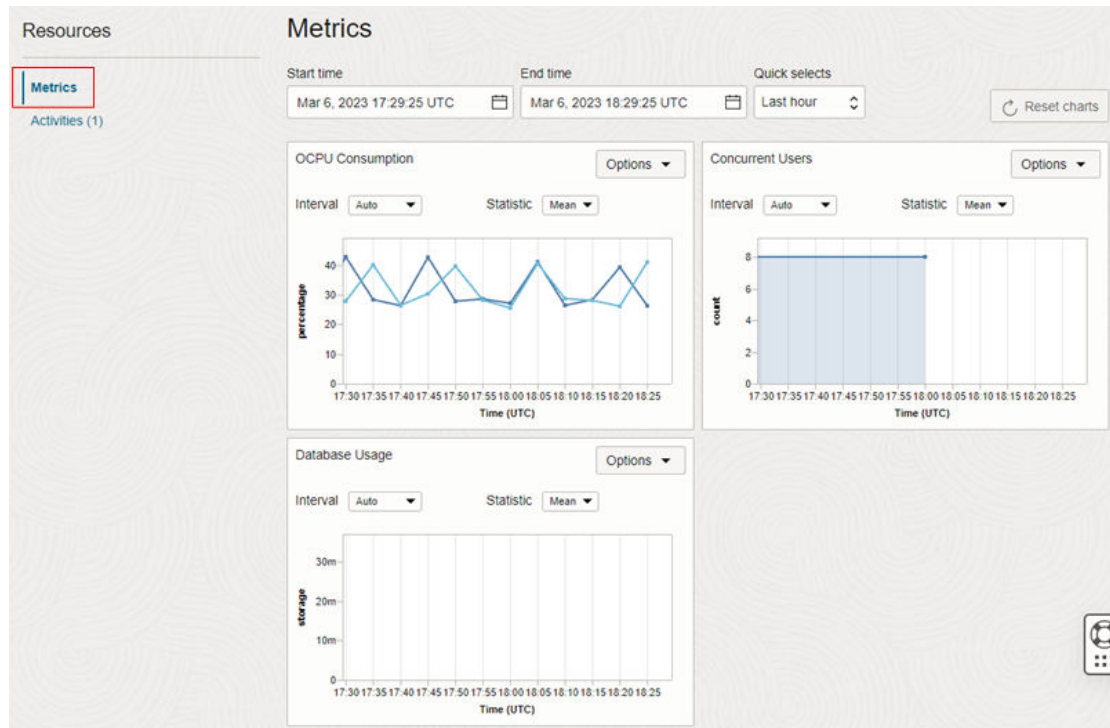 Resources
Metrics
Activities (1)
Metrics
Start time
End time
Quick selects
Mar 6, 2023 17:29:25 UTC
Mar 6, 2023 18:29:25 UTC
Last hour
Reset charts
OCPU Consumption
Options
Interval
Auto
Statistic
Mean
percentage
40
30
20
10
0
17:30 17:35 17:40 17:45 17:50 17:55 18:00 18:05 18:10 18:15 18:20 18:25
Time (UTC)
Concurrent Users
Options
Interval
Auto
Statistic
Mean
count
8
6
4
2
0
17:30 17:35 17:40 17:45 17:50 17:55 18:00 18:05 18:10 18:15 18:20 18:25
Time (UTC)
Database Usage
Options
Interval
Auto
Statistic
Mean
storage
30m
20m
10m
0
17:30 17:35 17:40 17:45 17:50 17:55 18:00 18:05 18:10 18:15 18:20 18:25
Time (UTC)